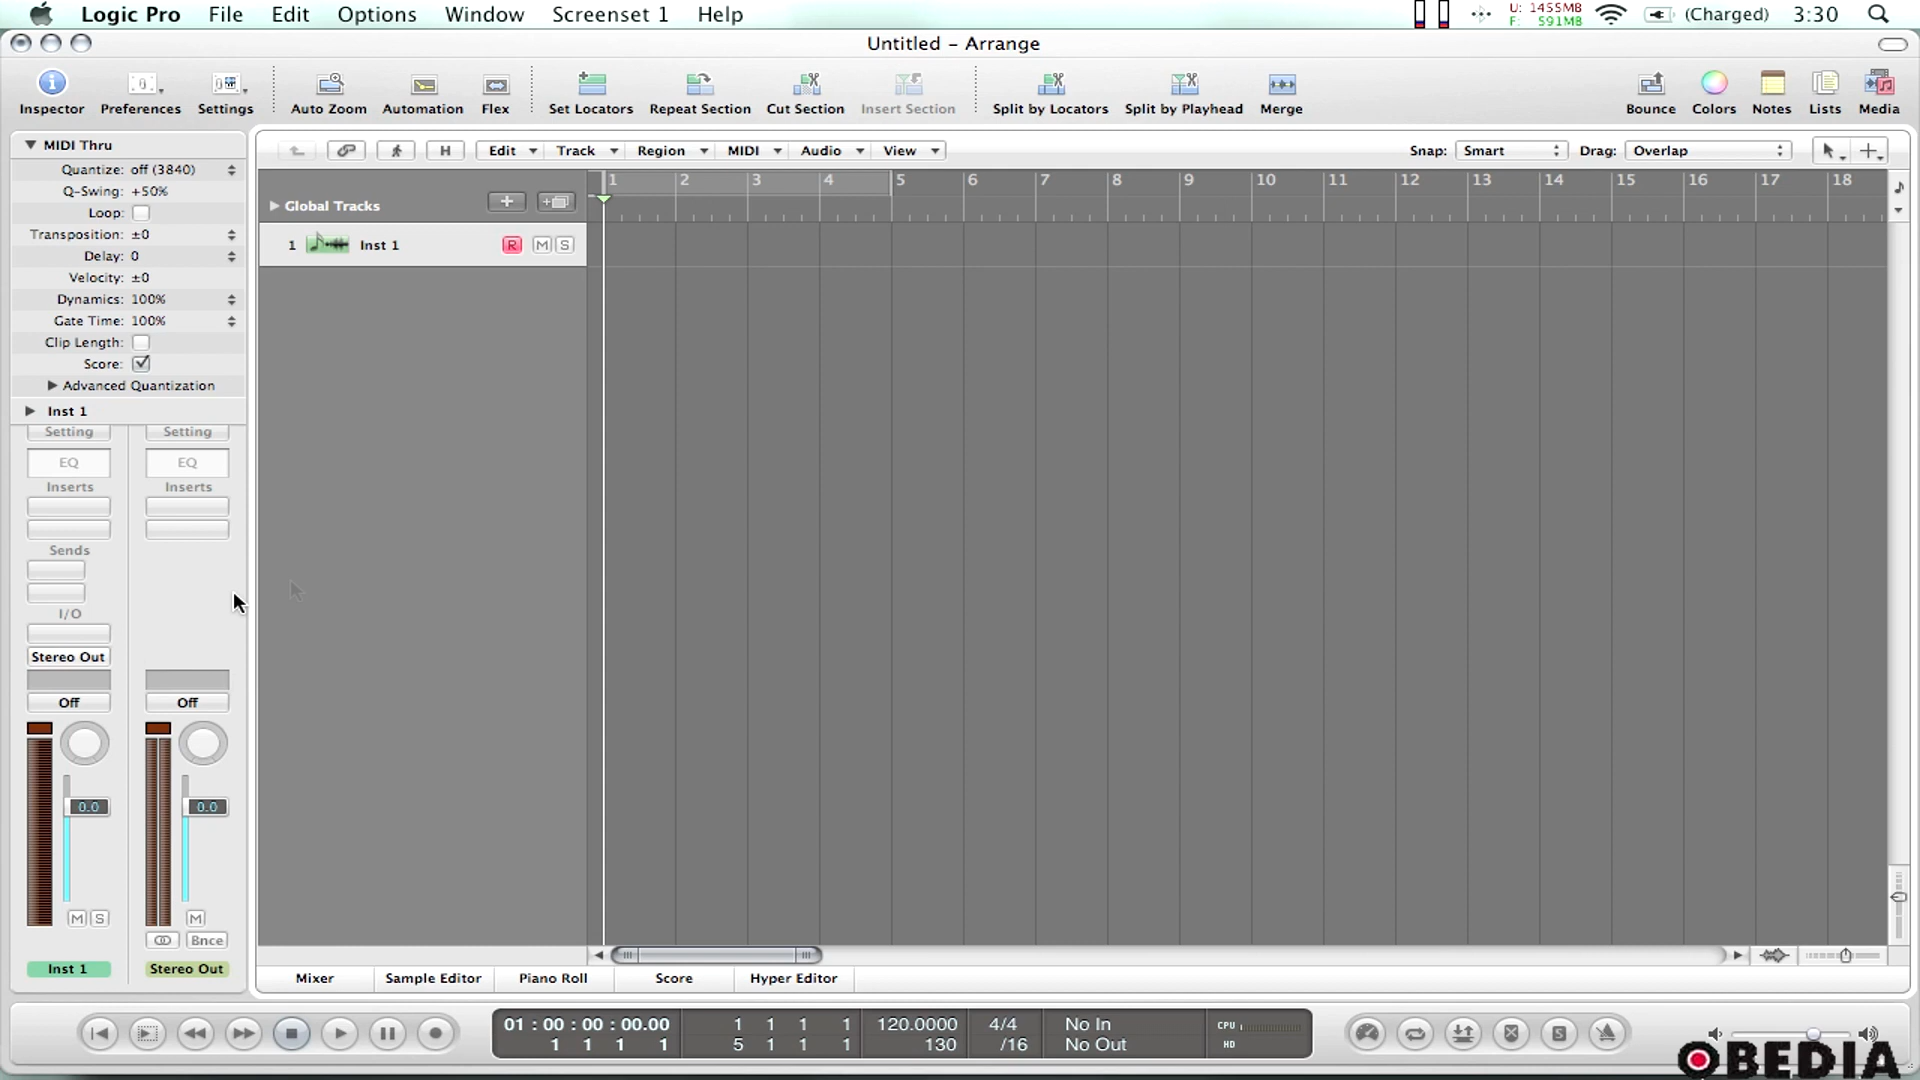 Logic Pro File Edit Options Window Screenset 1 Help U: 1455MB F: 591MB (Charged) 3:30
Untitled – Arrange
Inspector Preferences Settings Auto Zoom Automation Flex Set Locators Repeat Section Cut Section Insert Section Split by Locators Split by Playhead Merge Bounce Colors Notes Lists Media
MIDI Thru
Quantize: off (3840)
Q-Swing: +50%
Loop:
Transposition: ±0
Delay: 0
Velocity: ±0
Dynamics: 100%
Gate Time: 100%
Clip Length:
Score:
Advanced Quantization
Inst 1
Setting Setting
EQ EQ
Inserts Inserts
Sends
I/O
Stereo Out
Off Off
0.0 0.0
M S M
Bnce
Inst 1 Stereo Out
H Edit Track Region MIDI Audio View Snap: Smart Drag: Overlap
1 2 3 4 5 6 7 8 9 10 11 12 13 14 15 16 17 18
Global Tracks
1 Inst 1 R M S
Mixer Sample Editor Piano Roll Score Hyper Editor
01 : 00 : 00 : 00.00 1 1 1 1 120.0000 4/4 No In CPU
1 1 1 1 5 1 1 1 130 /16 No Out HD
S
OBEDIA